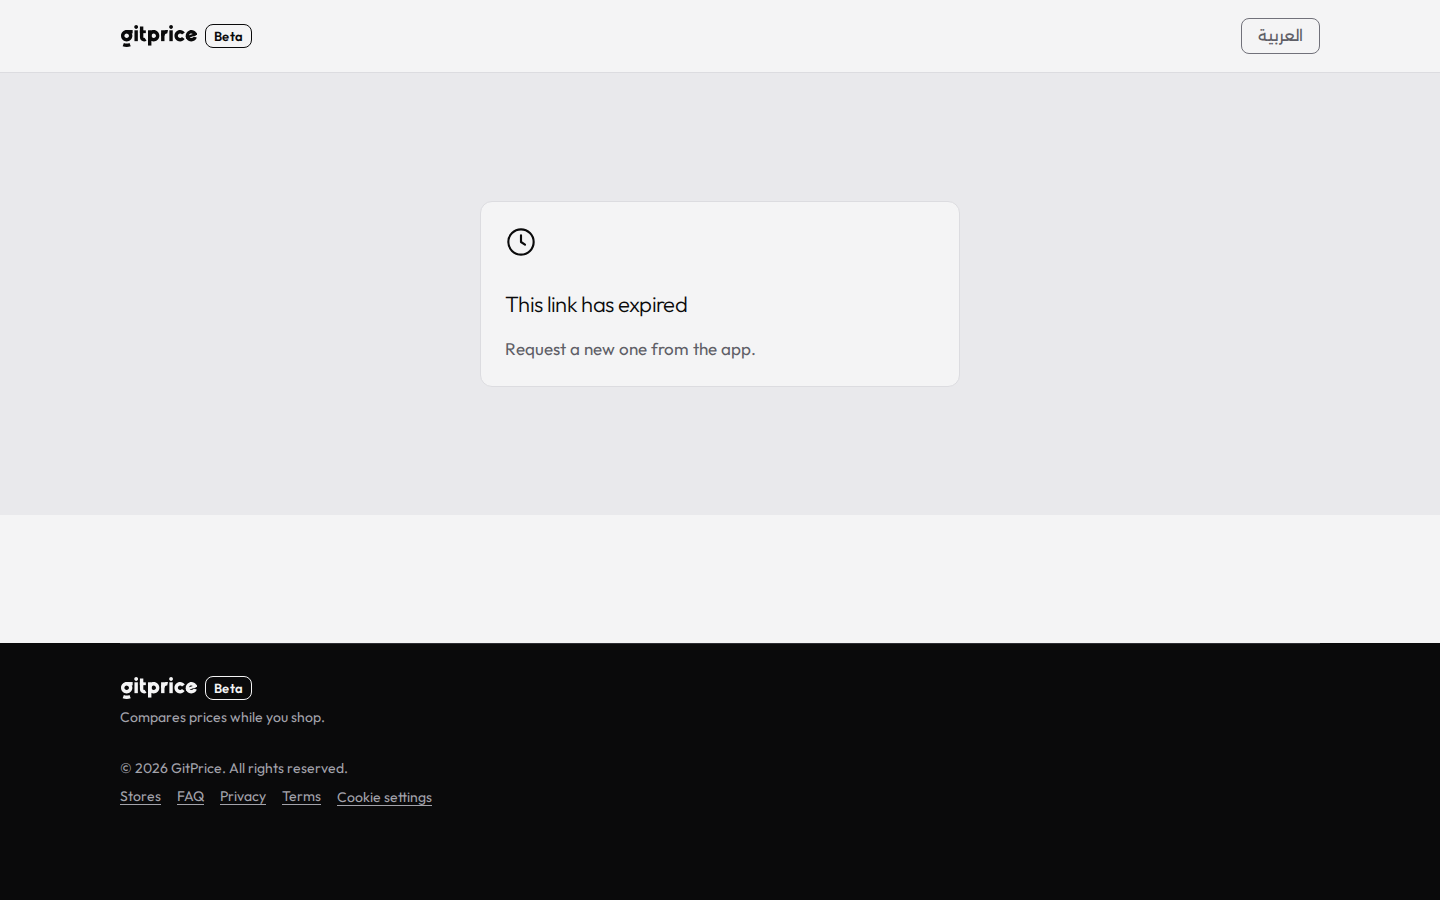 gitprice Beta
العربية
This link has expired
Request a new one from the app.
gitprice Beta
Compares prices while you shop.
© 2026 GitPrice. All rights reserved.
Stores FAQ Privacy Terms Cookie settings